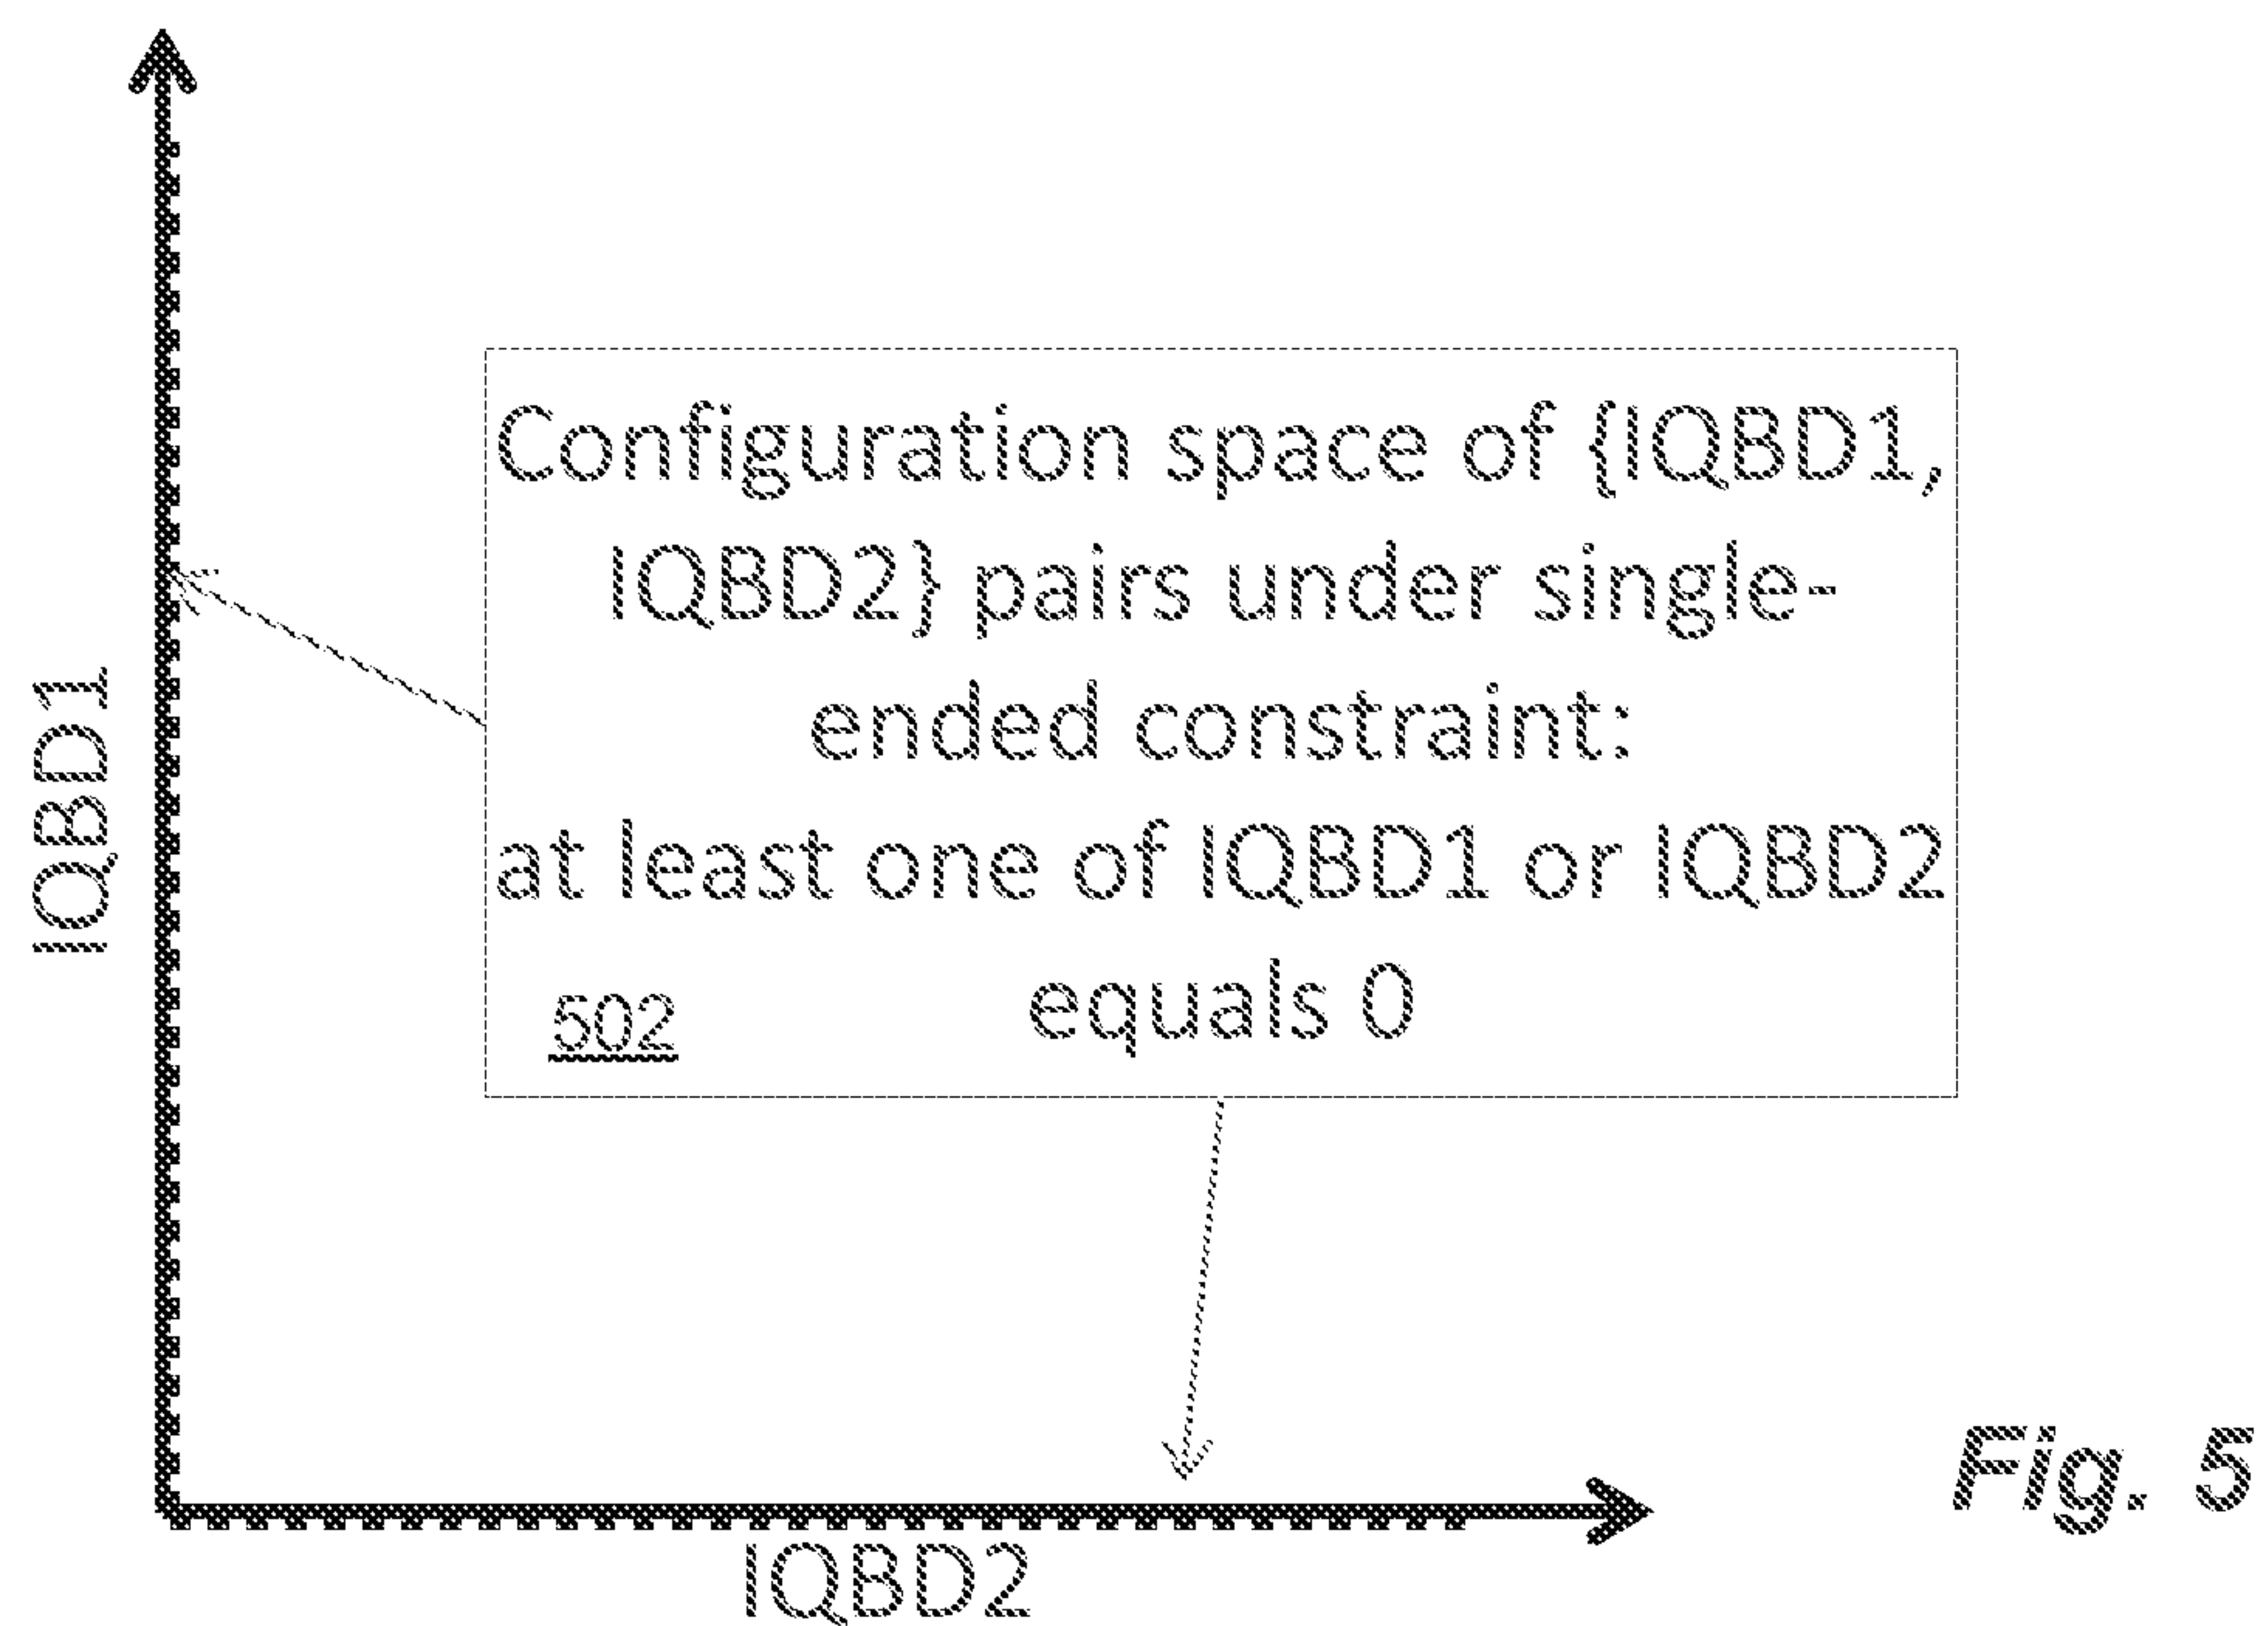 IQBD1
Configuration space of {IQBD1,
IQBD2} pairs under single-
ended constraint:
at least one of IQBD1 or IQBD2
equals 0
502
IQBD2
Fig. 5